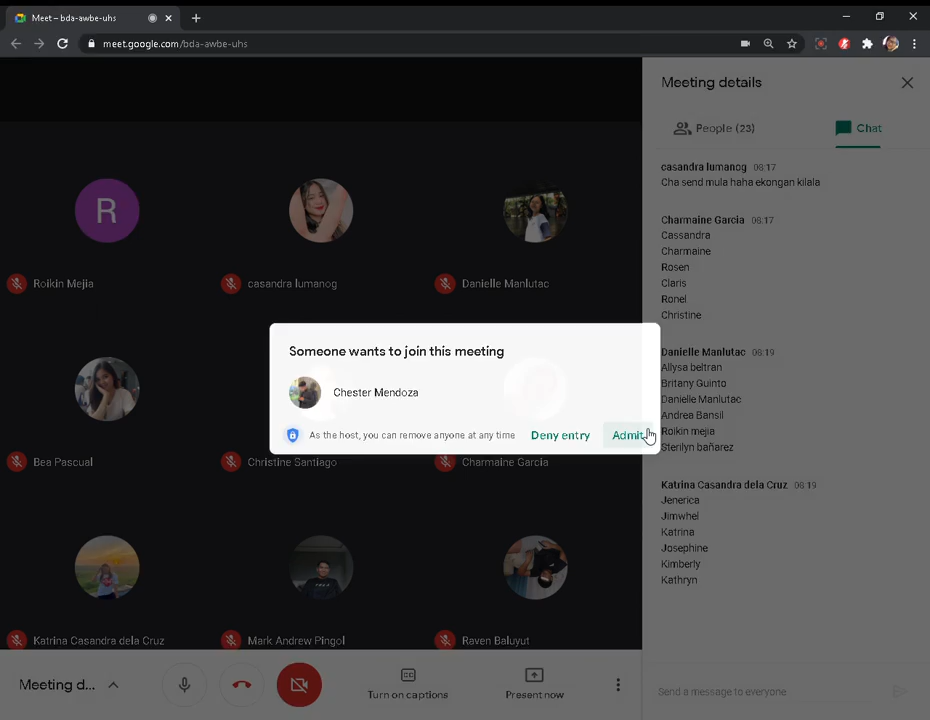 Meet – bda-awbe-uhs
meet.google.com/bda-awbe-uhs
Meeting details
People (23)
Chat
casandra lumanog 06:17
Cha send mula haha ekongan kilala
Charmaine Garcia 06:17
Cassandra
Charmaine
Rosen
Claris
Ronel
Christine
Danielle Manlutac 06:19
Allysa beltran
Britany Guinto
Danielle Manlutac
Andrea Bansil
Roikin mejia
Sterilyn bañarez
Katrina Casandra dela Cruz 06:19
Jenerica
Jimwhel
Katrina
Josephine
Kimberly
Kathryn
Send a message to everyone
R
Roikin Mejia
casandra lumanog
Danielle Manlutac
Someone wants to join this meeting
Chester Mendoza
As the host, you can remove anyone at any time
Deny entry
Admit
Bea Pascual
Christine Santiago
Charmaine Garcia
Katrina Casandra dela Cruz
Mark Andrew Pingol
Raven Baluyut
Meeting d...
Turn on captions
Present now